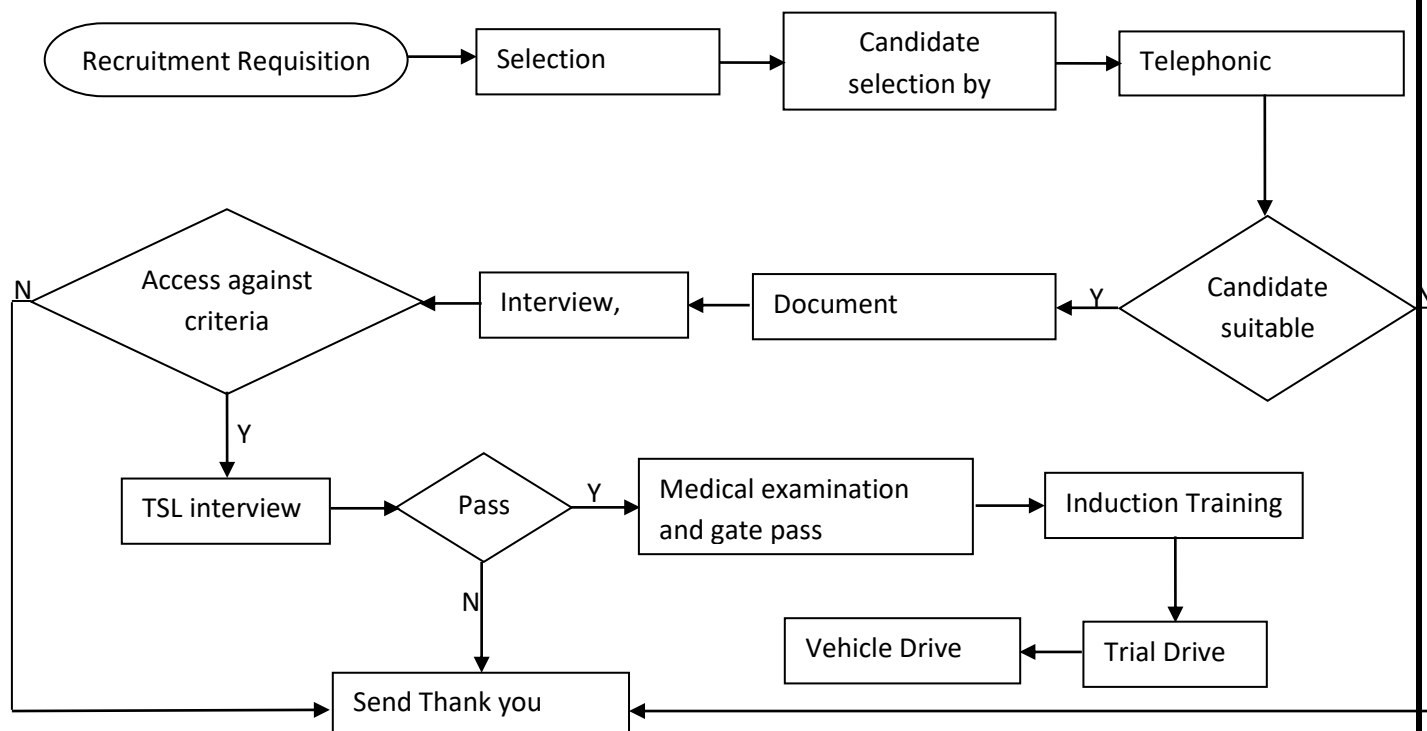 Recruitment Requisition
Selection
Candidate
selection by
Telephonic
Candidate
suitable
N
Y
Document
Interview,
Access against
criteria
N
Y
TSL interview
Pass
Y
Medical examination
and gate pass
Induction Training
N
Trial Drive
Vehicle Drive
Send Thank you